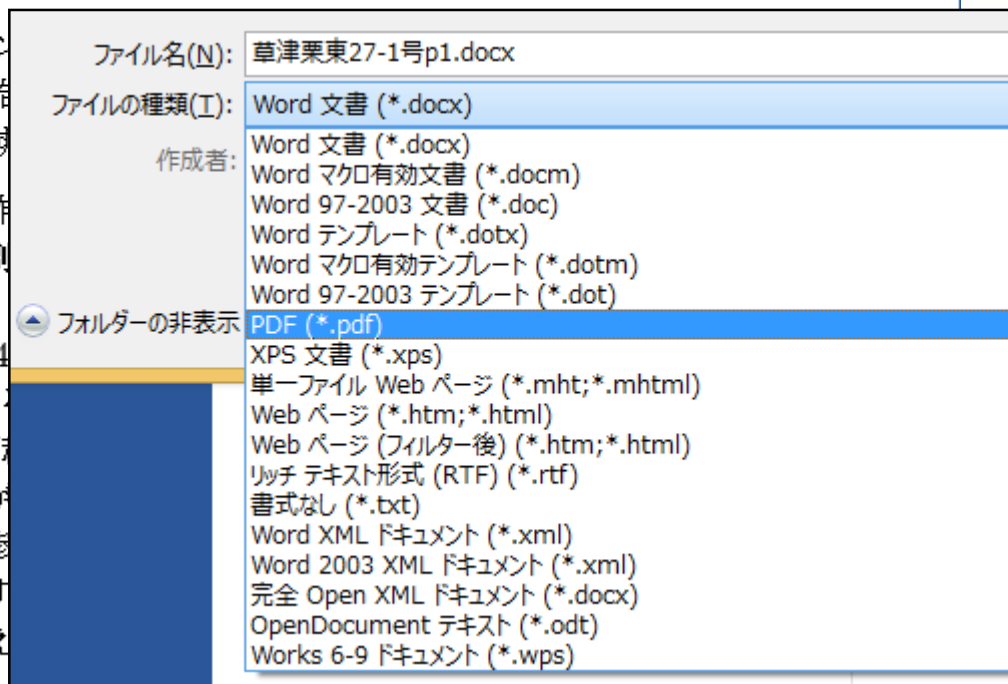 ファイル名(N): 草津栗東27-1号p1.docx
ファイルの種類(T): Word 文書 (*.docx)
作成者:
Word 文書 (*.docx)
Word マクロ有効文書 (*.docm)
Word 97-2003 文書 (*.doc)
Word テンプレート (*.dotx)
Word マクロ有効テンプレート (*.dotm)
Word 97-2003 テンプレート (*.dot)
フォルダーの非表示
PDF (*.pdf)
XPS 文書 (*.xps)
単一ファイル Web ページ (*.mht;*.mhtml)
Web ページ (*.htm;*.html)
Web ページ (フィルター後) (*.htm;*.html)
リッチ テキスト形式 (RTF) (*.rtf)
書式なし (*.txt)
Word XML ドキュメント (*.xml)
Word 2003 XML ドキュメント (*.xml)
完全 Open XML ドキュメント (*.docx)
OpenDocument テキスト (*.odt)
Works 6-9 ドキュメント (*.wps)